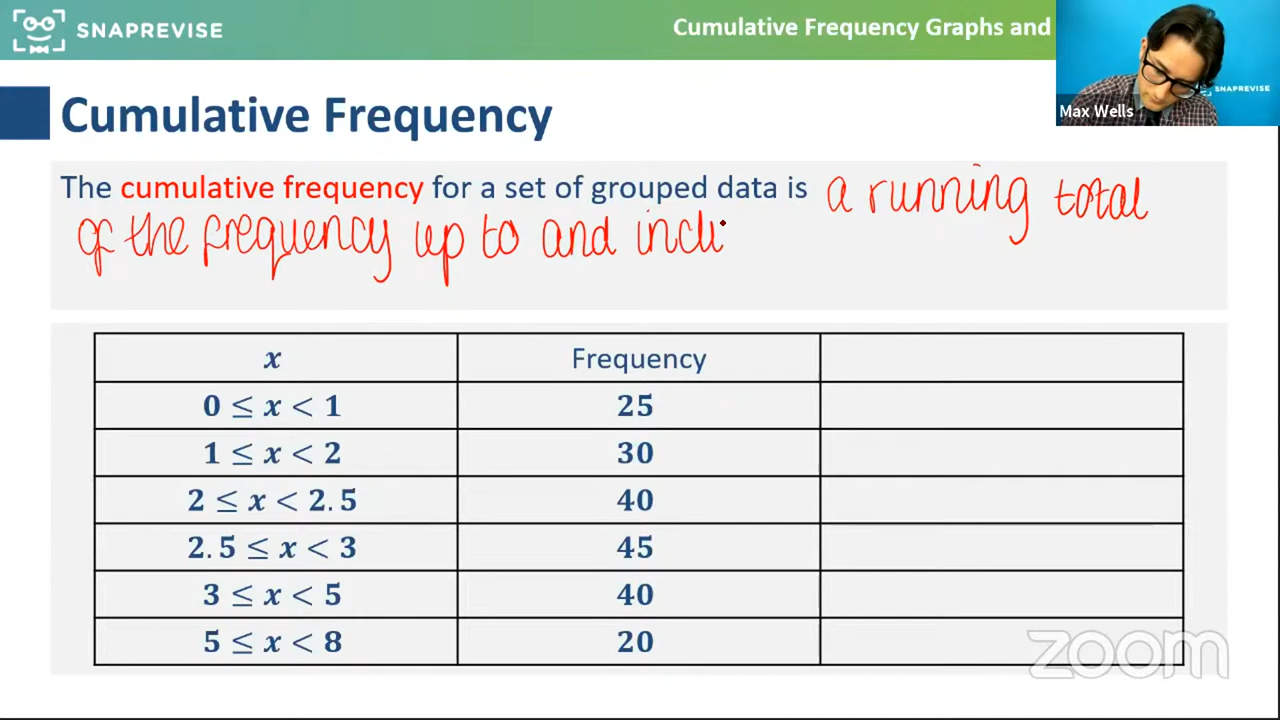 SNAPREVISE
Cumulative Frequency Graphs and
SNAPREVISE
Max Wells
Cumulative Frequency
The cumulative frequency for a set of grouped data is a running total
of the frequency up to and inclu
x Frequency
0 ≤ x < 1 25
1 ≤ x < 2 30
2 ≤ x < 2.5 40
2.5 ≤ x < 3 45
3 ≤ x < 5 40
5 ≤ x < 8 20
zoom